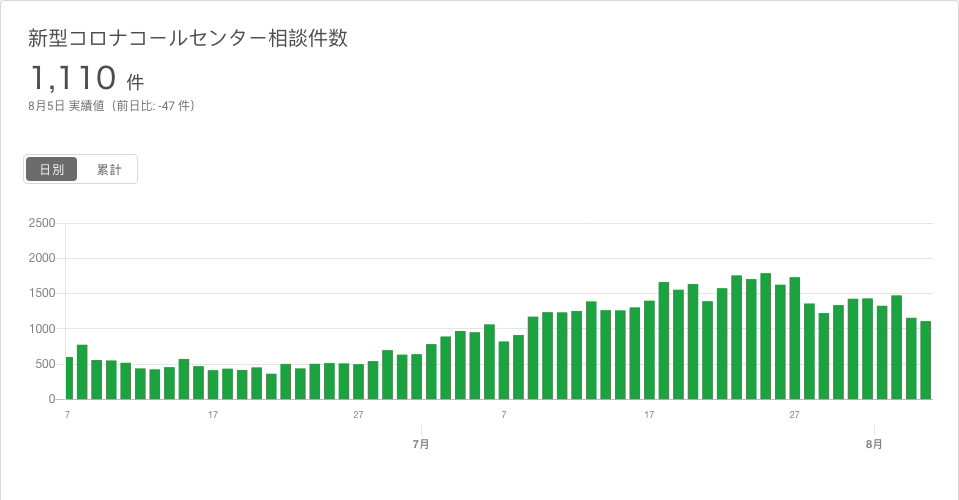 新型コロナコールセンター相談件数
1,110 件
8月5日 実績値（前日比: -47 件）
日別 累計
2500
2000
1500
1000
500
0
7 17 27 7 17 27
7月 8月